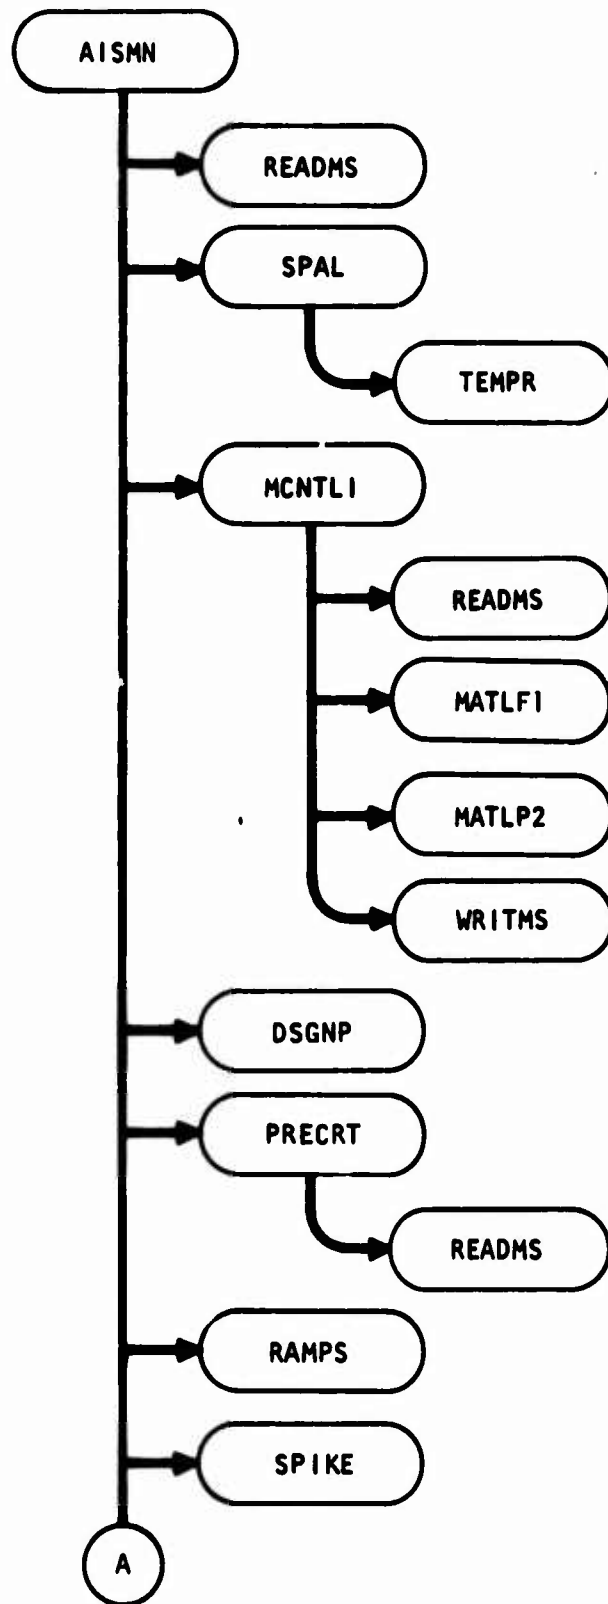 AISMN
READMS
SPAL
TEMPR
MCNTL1
READMS
MATLF1
MATLP2
WRITMS
DSGNP
PRECRT
READMS
RAMPS
SPIKE
A